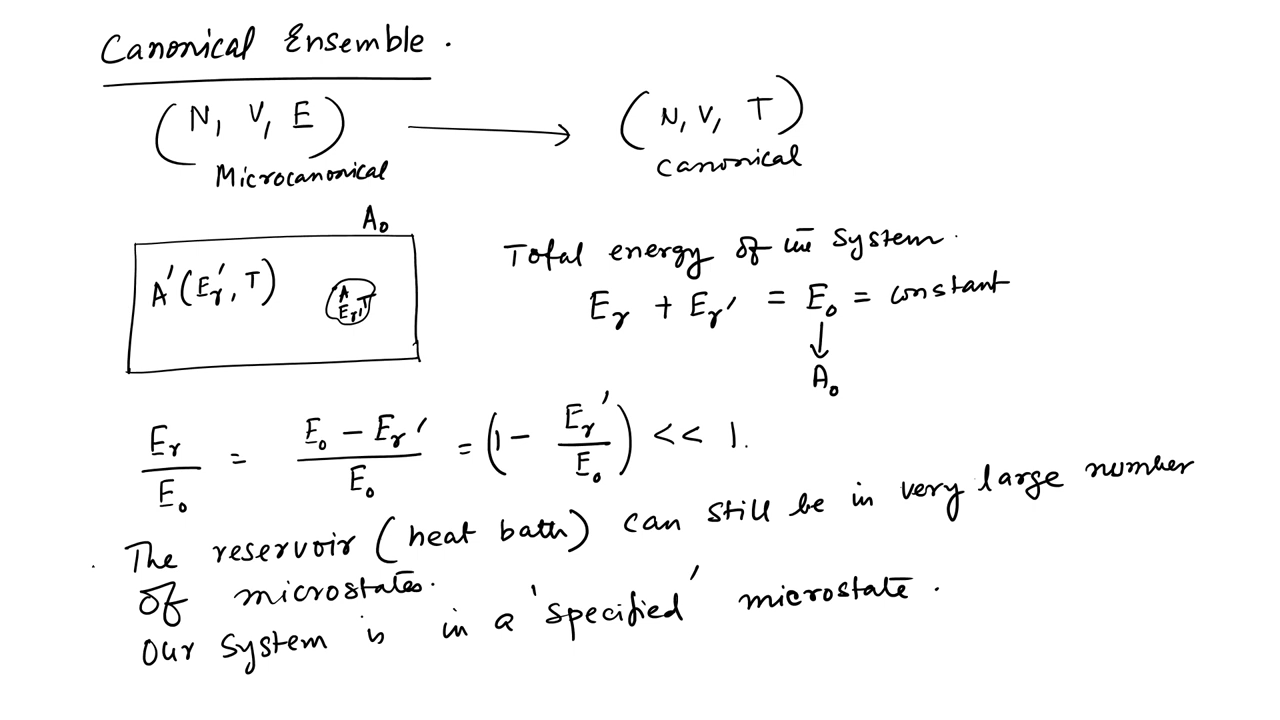 Canonical Ensemble.
(N, V, E) ⟶ (N, V, T)
Microcanonical canonical
A₀
A′(Eᵣ′, T)
A
Eᵣ, T
Total energy of the system.
Eᵣ + Eᵣ′ = E₀ = constant
↓
A₀
Eᵣ/E₀ = (E₀ − Eᵣ′)/E₀ = (1 − Eᵣ′/E₀) << 1.
The reservoir (heat bath) can still be in very large number
of microstates.
Our system is in a 'specified' microstate.